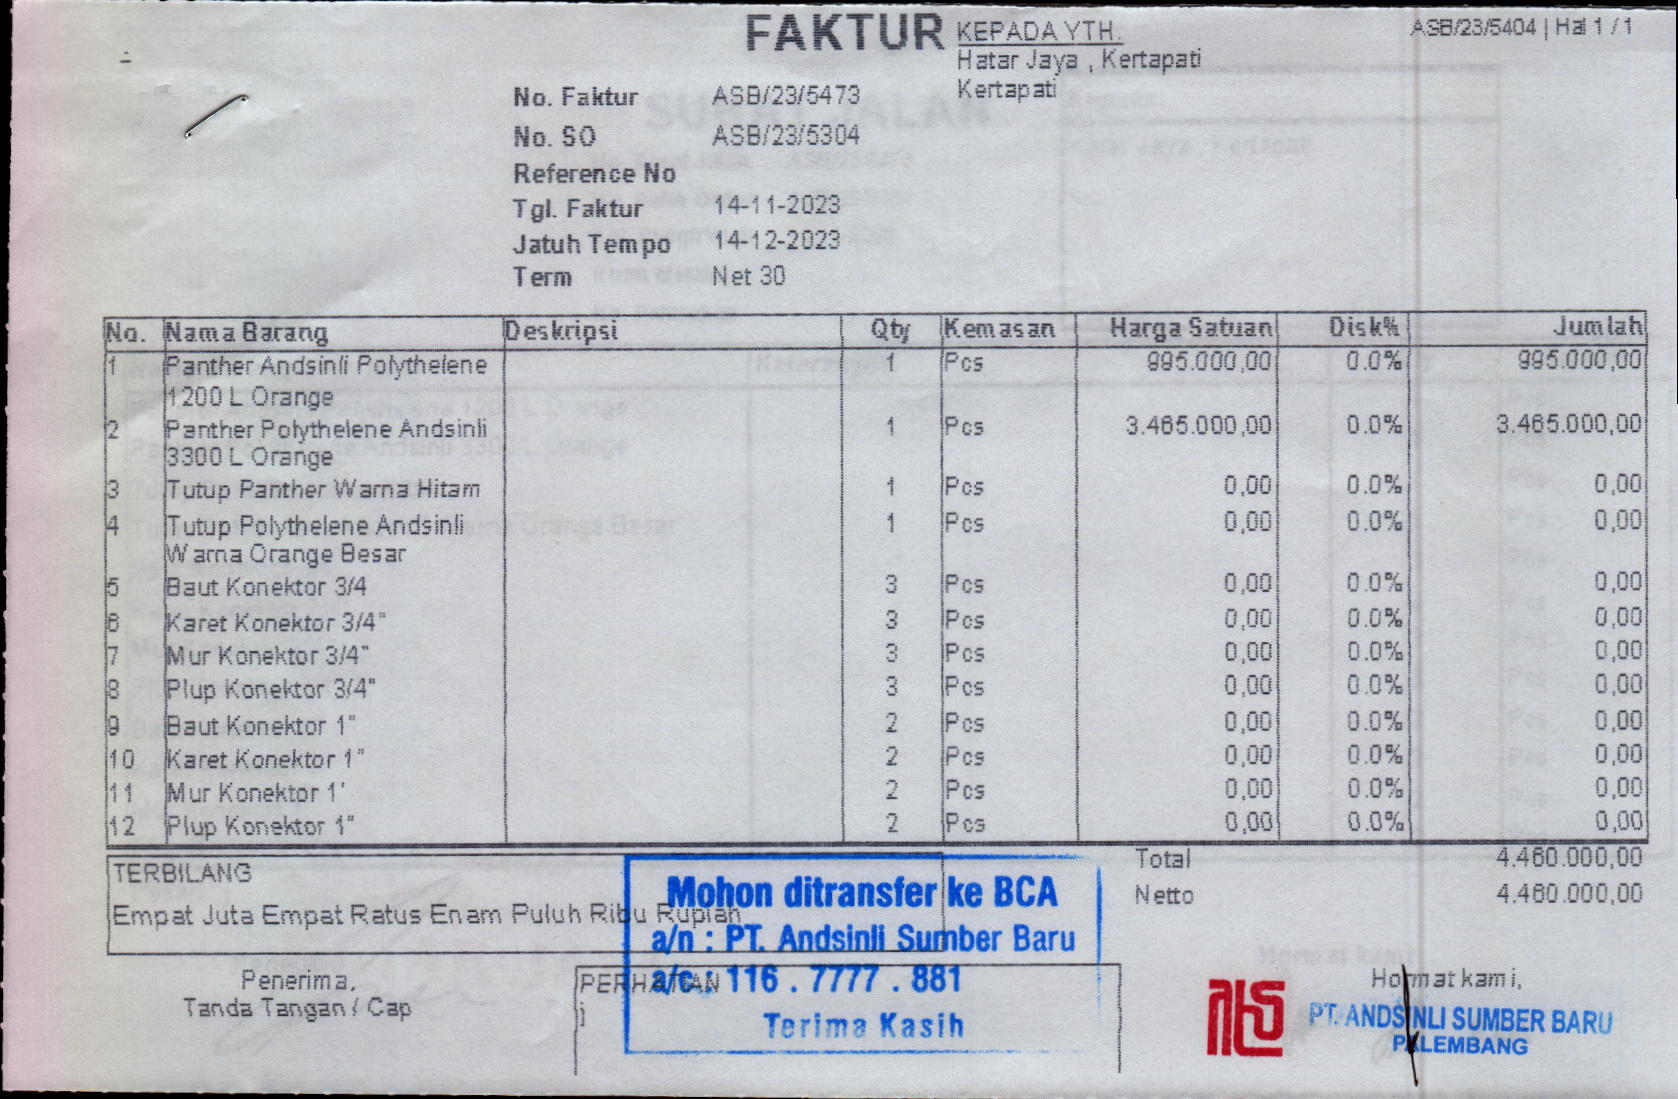 FAKTUR
KEPADA YTH.
Hatar Jaya , Kertapati
Kertapati
ASB/23/5404 | Hal 1 / 1
No. Faktur ASB/23/5473
No. SO ASB/23/5304
Reference No
Tgl. Faktur 14-11-2023
Jatuh Tempo 14-12-2023
Term Net 30
No. Nama Barang Deskripsi Qty Kemasan Harga Satuan Disk% Jumlah
1 Panther Andsinli Polythelene 1 Pcs 995.000,00 0.0% 995.000,00
1200 L Orange
2 Panther Polythelene Andsinli 1 Pcs 3.465.000,00 0.0% 3.465.000,00
3300 L Orange
3 Tutup Panther Warna Hitam 1 Pcs 0,00 0.0% 0,00
4 Tutup Polythelene Andsinli 1 Pcs 0,00 0.0% 0,00
Warna Orange Besar
5 Baut Konektor 3/4 3 Pcs 0,00 0.0% 0,00
6 Karet Konektor 3/4" 3 Pcs 0,00 0.0% 0,00
7 Mur Konektor 3/4" 3 Pcs 0,00 0.0% 0,00
8 Plup Konektor 3/4" 3 Pcs 0,00 0.0% 0,00
9 Baut Konektor 1" 2 Pcs 0,00 0.0% 0,00
10 Karet Konektor 1" 2 Pcs 0,00 0.0% 0,00
11 Mur Konektor 1' 2 Pcs 0,00 0.0% 0,00
12 Plup Konektor 1" 2 Pcs 0,00 0.0% 0,00
Total 4.460.000,00
Netto 4.460.000,00
TERBILANG
Empat Juta Empat Ratus Enam Puluh Ribu Rupiah
Mohon ditransfer ke BCA
a/n : PT. Andsinli Sumber Baru
a/c : 116 . 7777 . 881
Terima Kasih
Penerima,
Tanda Tangan / Cap
PERHATIAN
j
Hormat kami,
PT. ANDSINLI SUMBER BARU
PALEMBANG